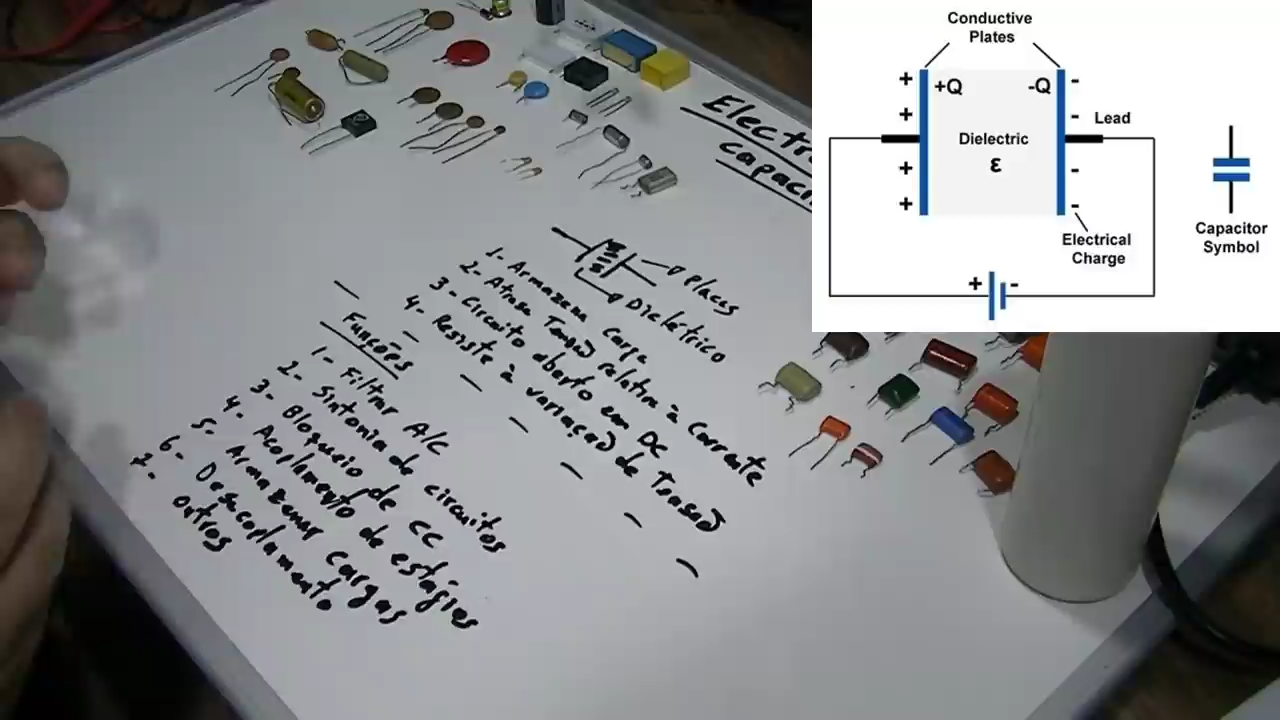 Conductive
Plates
+ + + +
+Q
-Q
- - - -
Lead
Dielectric
ε
Electrical
Charge
+ -
Capacitor
Symbol
Placas
Dielétrico
1- Armazena Carga
2- Atrasa Tensão relativa à Corrente
3- Circuito aberto em DC
4- Resiste à variação de Tensão
Funções
1- Filtrar A/C
2- Sintonia de circuitos
3- Bloqueio de CC
4- Acoplamento de estágios
5- Armazenar cargas
6- Desacoplamento
7- outros